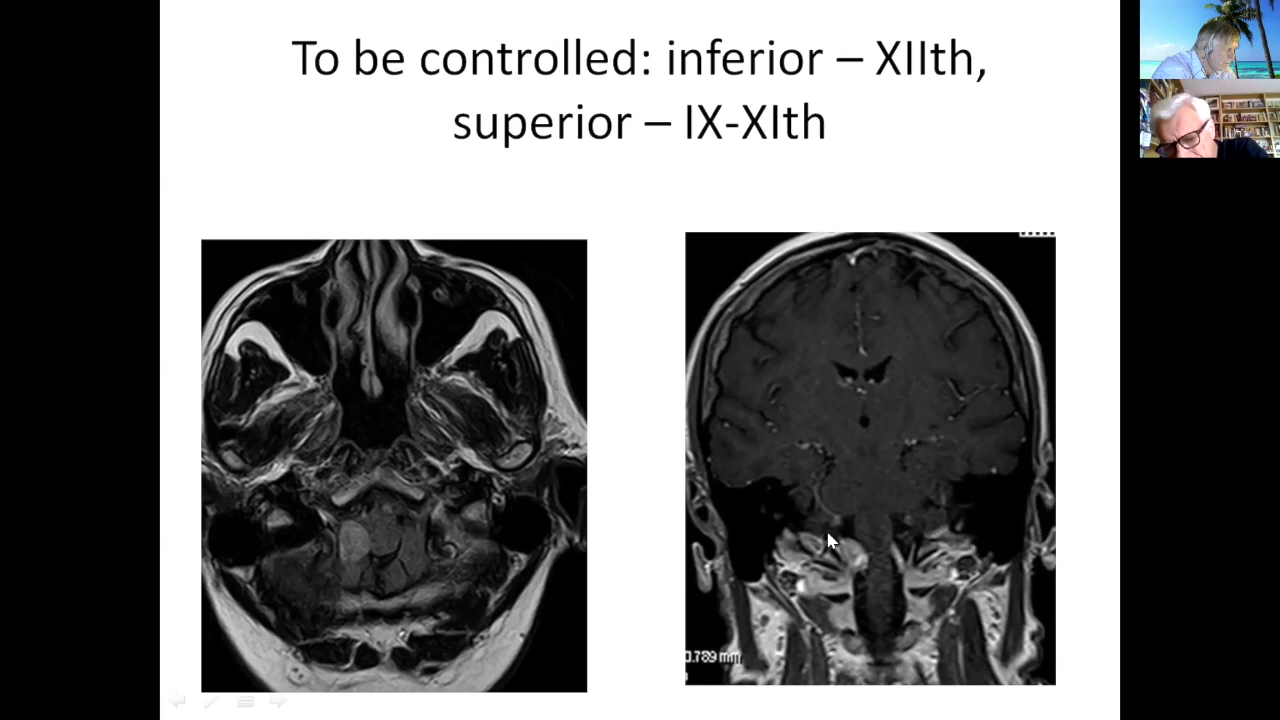 To be controlled: inferior – XIIth,
superior – IX-XIth
0.789 mm